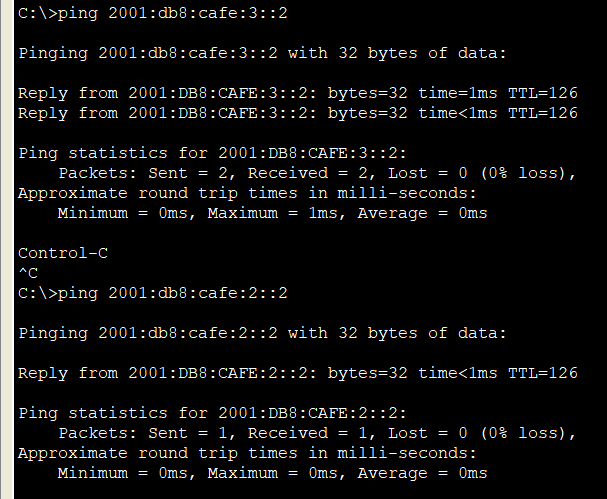 C:\>ping 2001:db8:cafe:3::2
Pinging 2001:db8:cafe:3::2 with 32 bytes of data:
Reply from 2001:DB8:CAFE:3::2: bytes=32 time=1ms TTL=126
Reply from 2001:DB8:CAFE:3::2: bytes=32 time<1ms TTL=126
Ping statistics for 2001:DB8:CAFE:3::2:
    Packets: Sent = 2, Received = 2, Lost = 0 (0% loss),
Approximate round trip times in milli-seconds:
    Minimum = 0ms, Maximum = 1ms, Average = 0ms
Control-C
^C
C:\>ping 2001:db8:cafe:2::2
Pinging 2001:db8:cafe:2::2 with 32 bytes of data:
Reply from 2001:DB8:CAFE:2::2: bytes=32 time<1ms TTL=126
Ping statistics for 2001:DB8:CAFE:2::2:
    Packets: Sent = 1, Received = 1, Lost = 0 (0% loss),
Approximate round trip times in milli-seconds:
    Minimum = 0ms, Maximum = 0ms, Average = 0ms